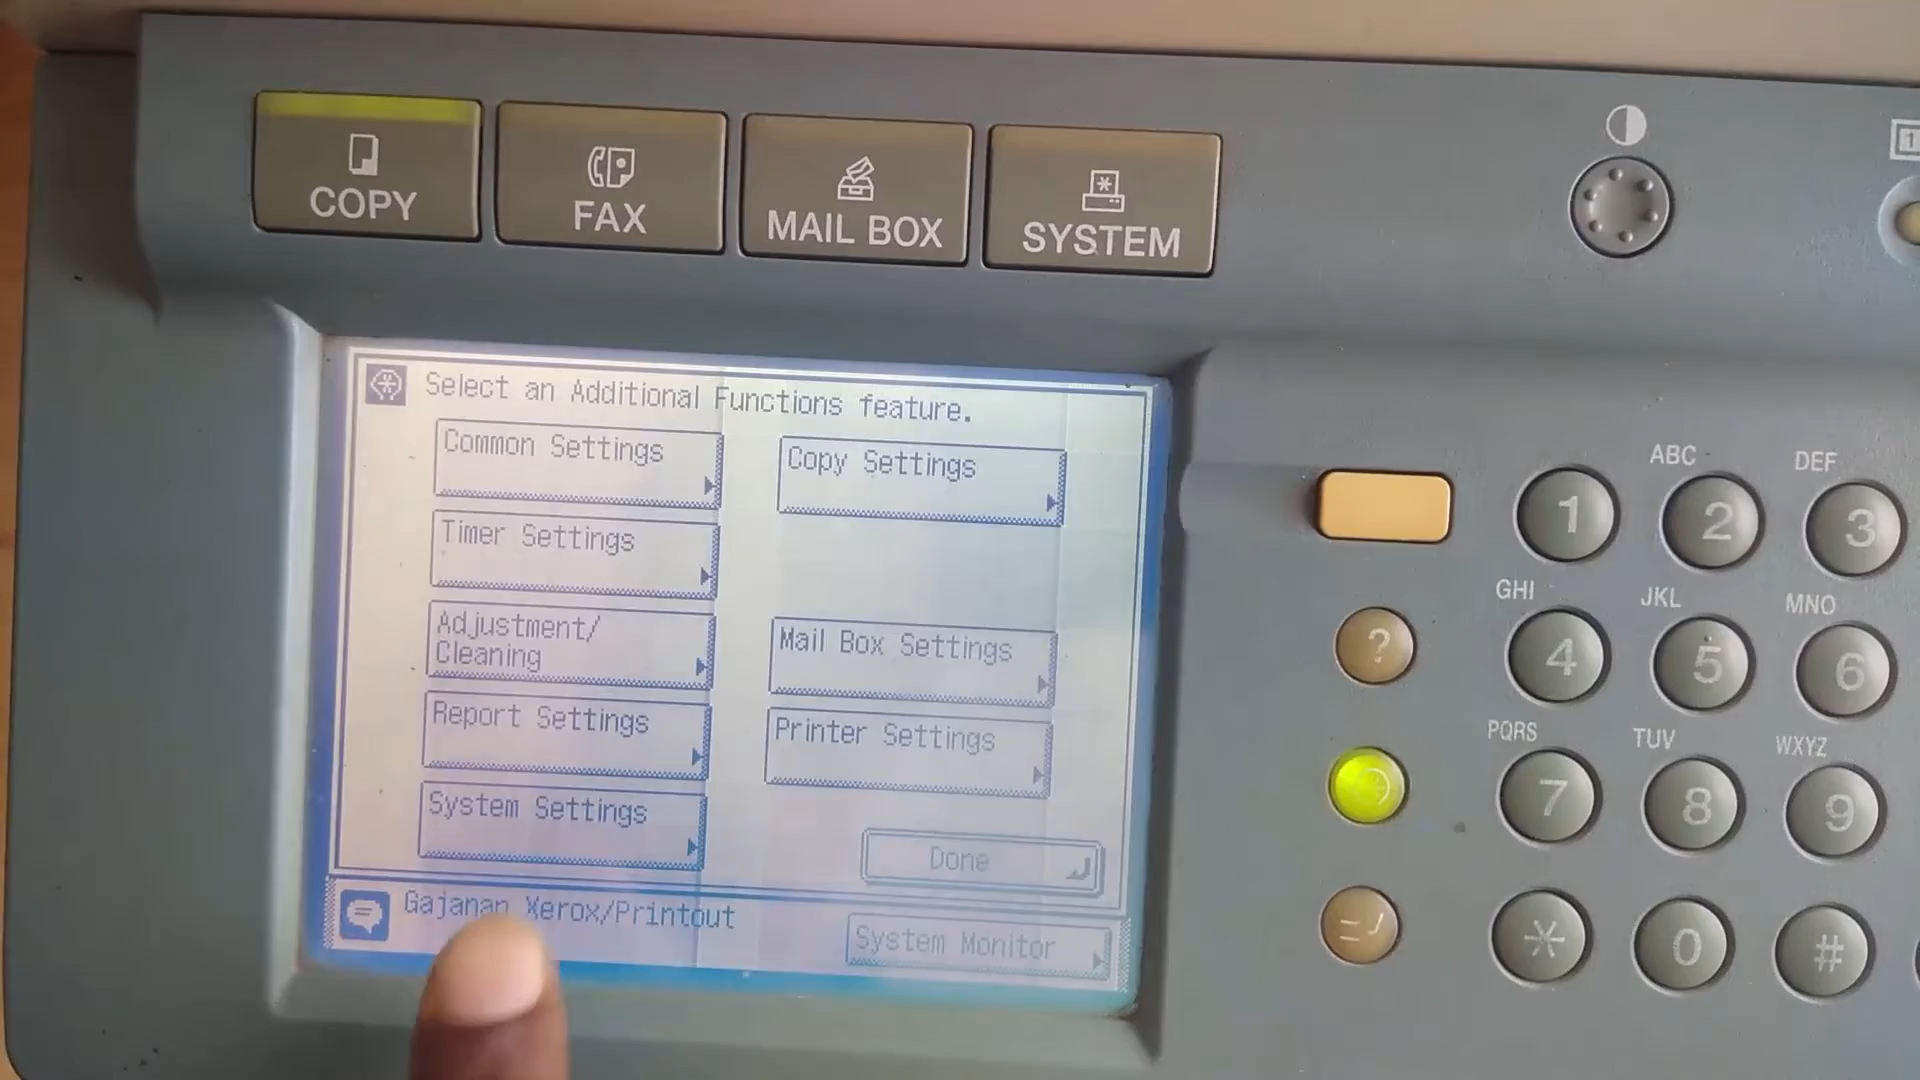 COPY
FAX
MAIL BOX
SYSTEM
Select an Additional Functions feature.
Common Settings
Copy Settings
Timer Settings
Adjustment/
Cleaning
Mail Box Settings
Report Settings
Printer Settings
System Settings
Done
Gajanan Xerox/Printout
System Monitor
ABC
DEF
1
2
3
GHI
JKL
MNO
?
4
5
6
PQRS
TUV
WXYZ
7
8
9
*
0
#